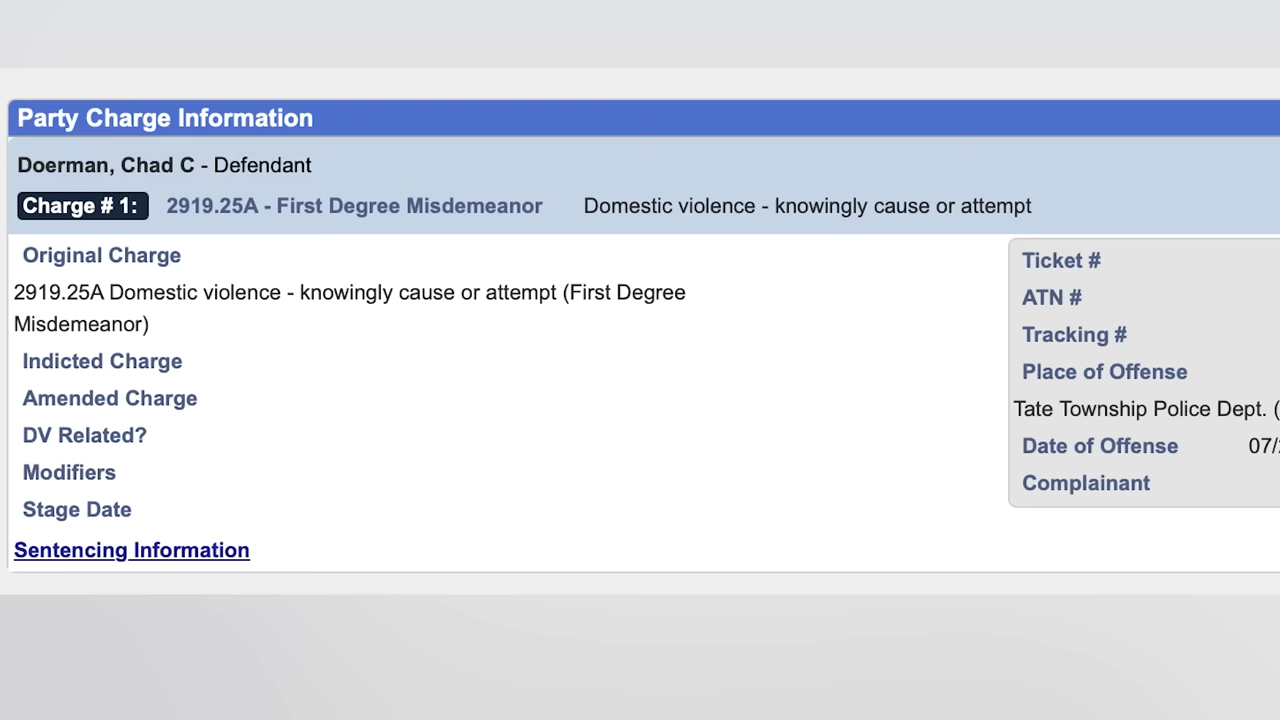 Party Charge Information
Doerman, Chad C - Defendant
Charge # 1: 2919.25A - First Degree Misdemeanor Domestic violence - knowingly cause or attempt
Original Charge
2919.25A Domestic violence - knowingly cause or attempt (First Degree
Misdemeanor)
Indicted Charge
Amended Charge
DV Related?
Modifiers
Stage Date
Sentencing Information
Ticket #
ATN #
Tracking #
Place of Offense
Tate Township Police Dept. (
Date of Offense 07/
Complainant